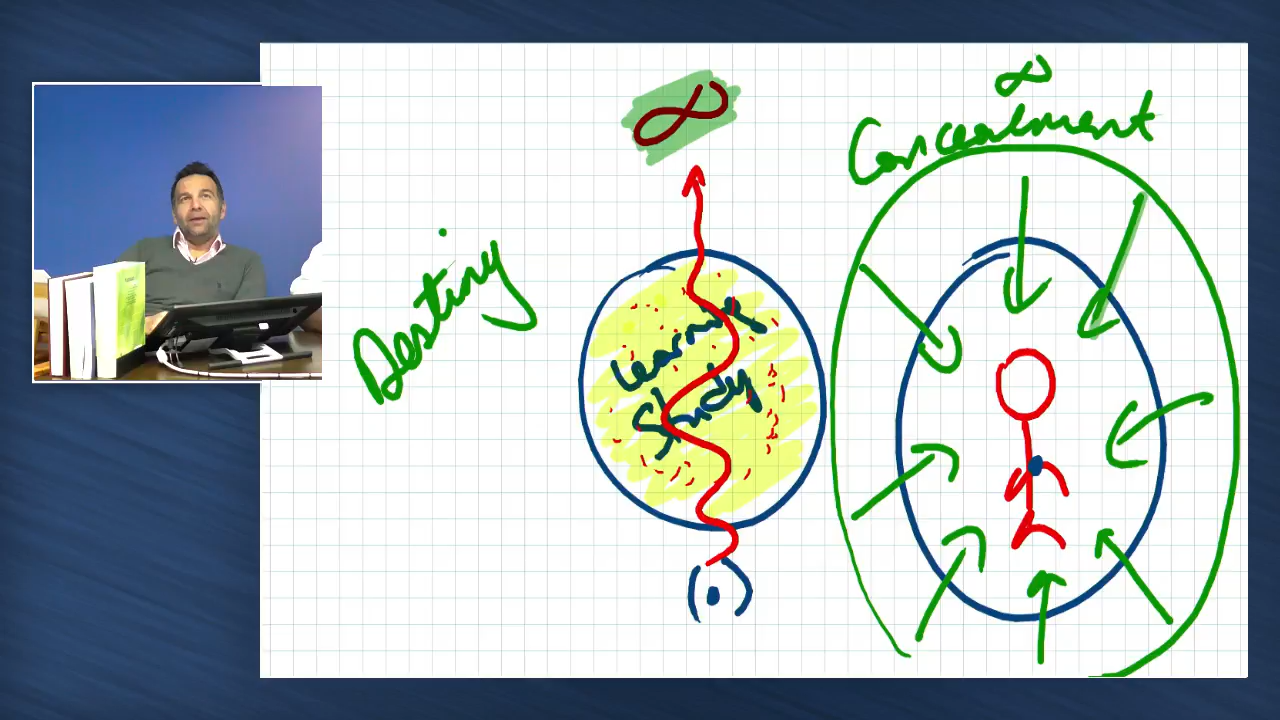 Destiny
∞
Learning
Study
(•)
∞
Concealment